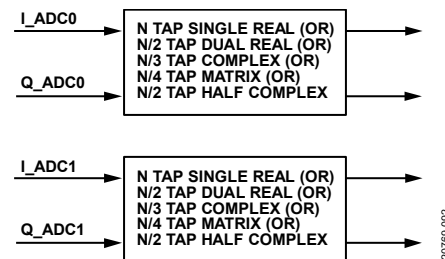 I_ADC0
N TAP SINGLE REAL (OR)
N/2 TAP DUAL REAL (OR)
N/3 TAP COMPLEX (OR)
N/4 TAP MATRIX (OR)
N/2 TAP HALF COMPLEX
Q_ADC0
I_ADC1
N TAP SINGLE REAL (OR)
N/2 TAP DUAL REAL (OR)
N/3 TAP COMPLEX (OR)
N/4 TAP MATRIX (OR)
N/2 TAP HALF COMPLEX
Q_ADC1